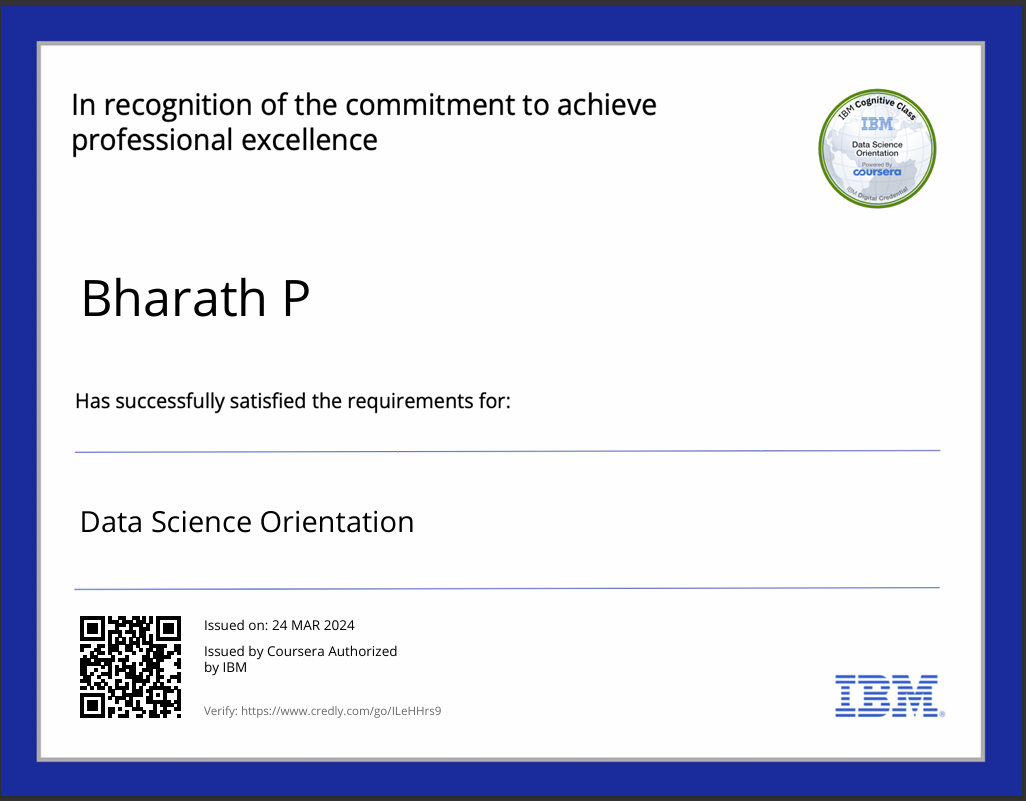 In recognition of the commitment to achieve
professional excellence
IBM Cognitive Class
IBM
Data Science
Orientation
Powered By
coursera
IBM Digital Credential
Bharath P
Has successfully satisfied the requirements for:
Data Science Orientation
Issued on: 24 MAR 2024
Issued by Coursera Authorized
by IBM
Verify: https://www.credly.com/go/ILeHHrs9
IBM®